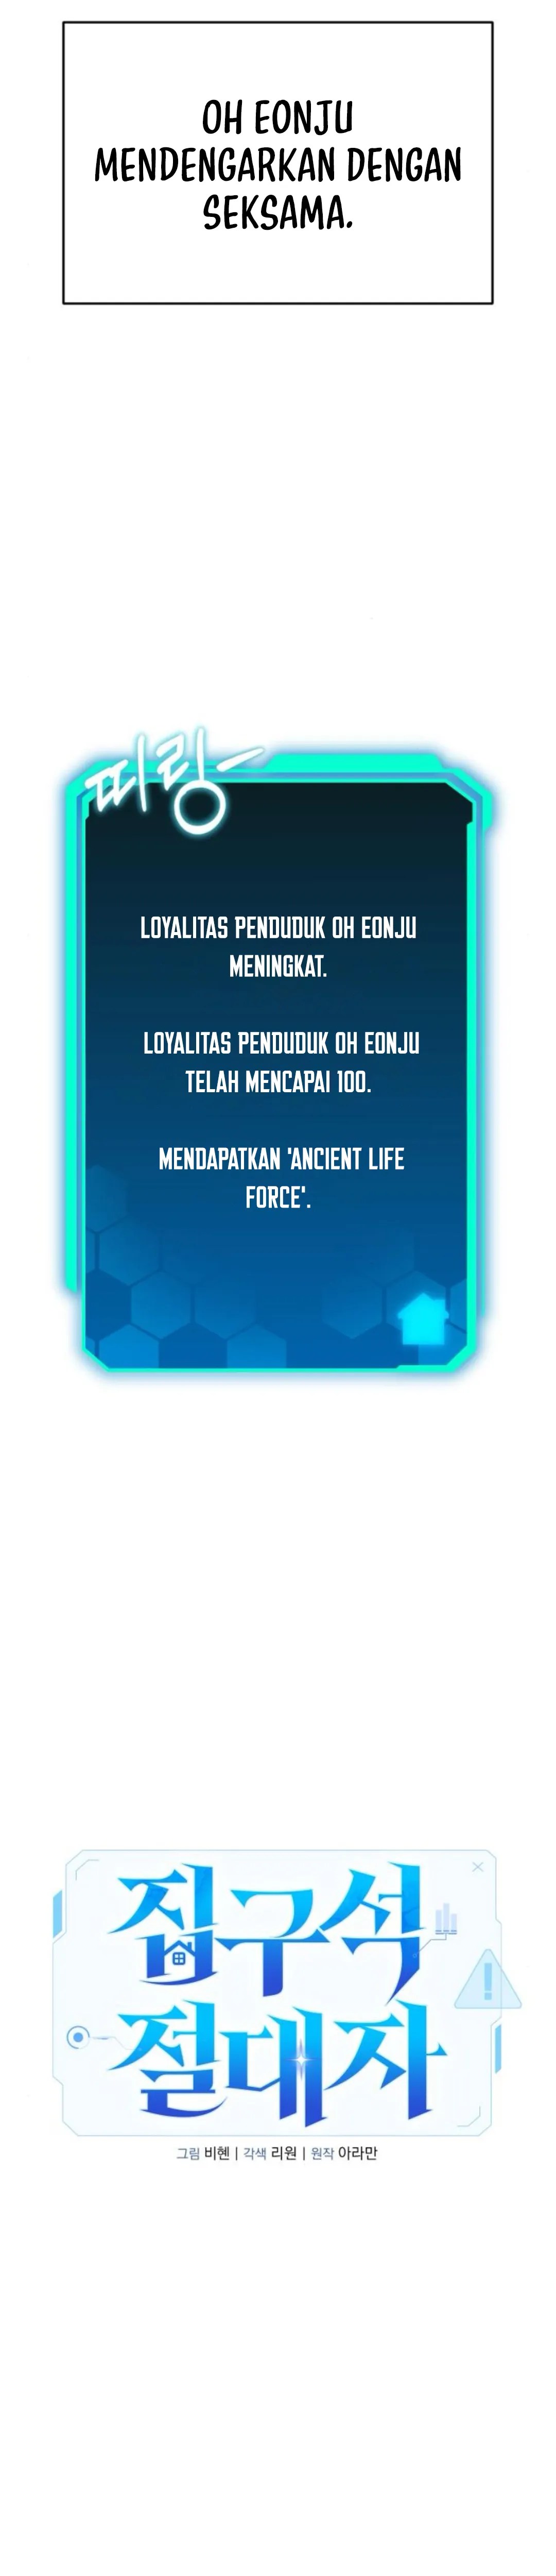 OH EONJU
MENDENGARKAN DENGAN
SEKSAMA.
띠링-
LOYALITAS PENDUDUK OH EONJU
MENINGKAT.
LOYALITAS PENDUDUK OH EONJU
TELAH MENCAPAI 100.
MENDAPATKAN 'ANCIENT LIFE
FORCE'.
집구석
절대자
그림 비헨 | 각색 리원 | 원작 아라만